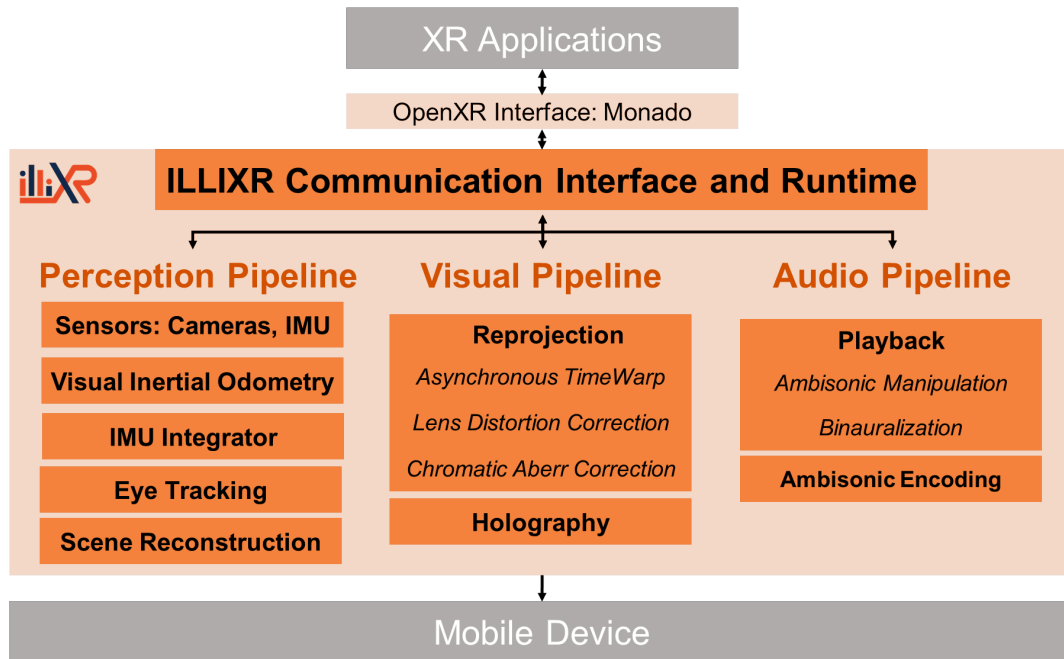 XR Applications
OpenXR Interface: Monado
illiXR
ILLIXR Communication Interface and Runtime
Perception Pipeline
Sensors: Cameras, IMU
Visual Inertial Odometry
IMU Integrator
Eye Tracking
Scene Reconstruction
Visual Pipeline
Reprojection
Asynchronous TimeWarp
Lens Distortion Correction
Chromatic Aberr Correction
Holography
Audio Pipeline
Playback
Ambisonic Manipulation
Binauralization
Ambisonic Encoding
Mobile Device